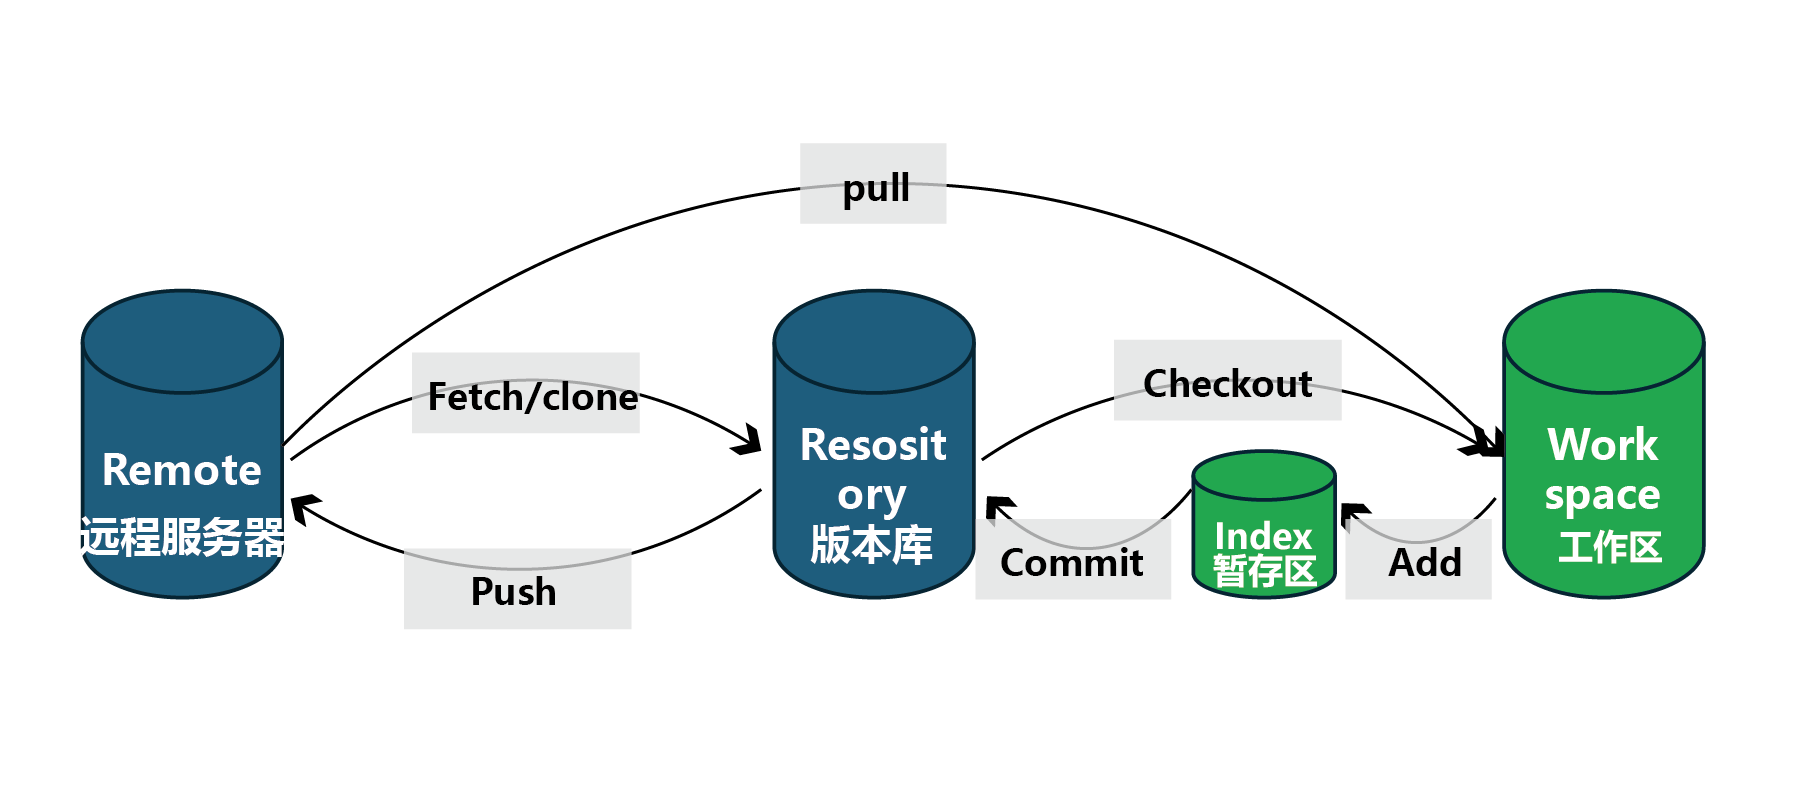 pull
Fetch/clone
Checkout
Remote
远程服务器
Resosit
ory
版本库
Work
space
工作区
Index
暂存区
Commit
Add
Push